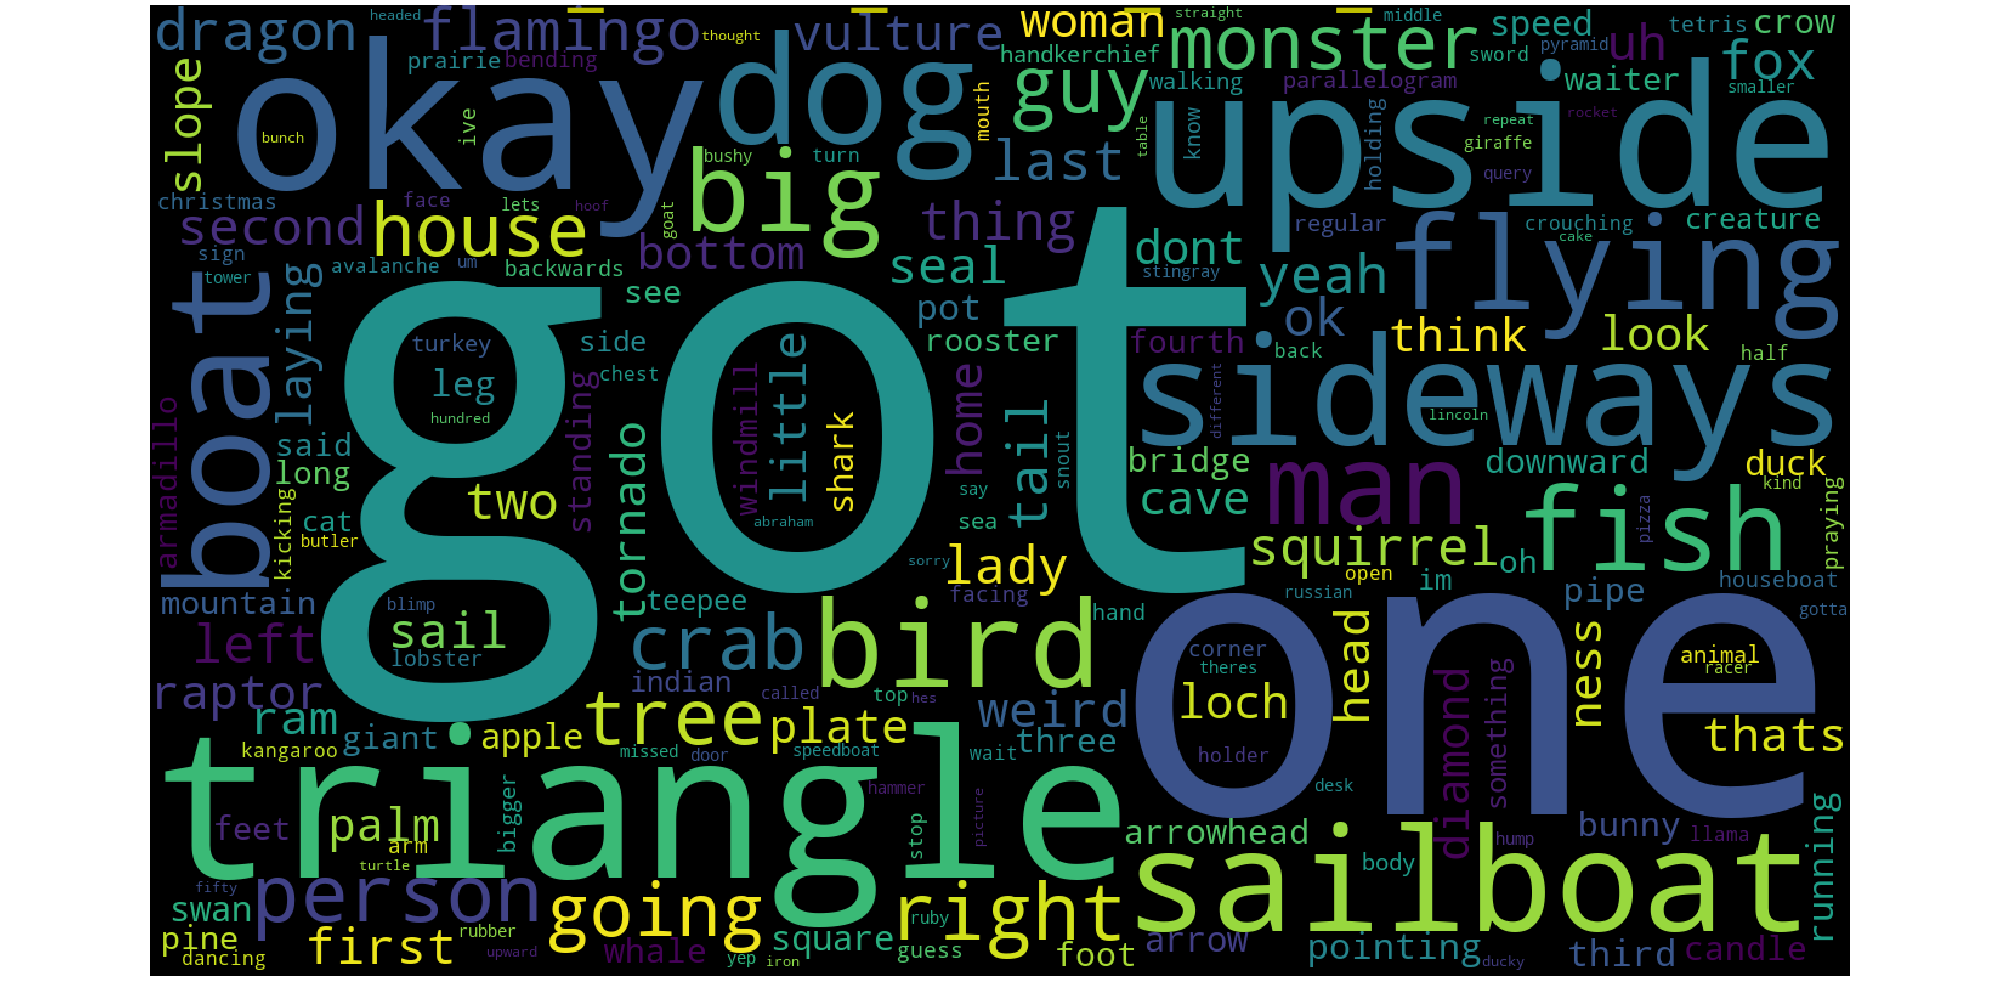 headed
straight
middle
dragon
flamingo
vulture
woman
speed
tetris
crow
thought
handkerchief
monster
sword
pyramid
uh
fox
prairie
bending
okay
dog
guy
walking
parallelogram
waiter
smaller
slope
mouth
upside
holding
rocket
bunch
ive
table
know
repeat
giraffe
bushy
turn
last
query
big
christmas
face
lets
hoof
goat
thing
regular
crouching
creature
second
house
bottom
dont
cake
flying
sign
avalanche
um
backwards
seal
stingray
yeah
tower
laying
see
pot
ok
boat
got
turkey
side
little
rooster
fourth
back
think
look
half
leg
chest
windmill
home
sideways
different
lincoln
hundred
standing
shark
tail
armadillo
said
tornado
snout
bridge
man
downward
duck
long
two
say
cave
kind
kicking
cat
abraham
sea
fish
pizza
praying
butler
sorry
lady
squirrel
oh
open
im
houseboat
mountain
blimp
teepee
facing
hand
russian
pipe
gotta
left
sail
crab
bird
one
corner
head
ness
animal
lobster
theres
racer
raptor
indian
called
top
hes
weird
loch
diamond
something
ram
giant
apple
tree
plate
three
thats
kangaroo
missed
door
speedboat
wait
holder
triangle
bigger
hammer
picture
desk
feet
palm
arm
stop
arrowhead
hump
bunny
llama
running
turtle
body
sailboat
fifty
person
going
right
swan
ruby
pine
first
rubber
square
guess
arrow
pointing
third
candle
dancing
upward
whale
yep
iron
foot
ducky